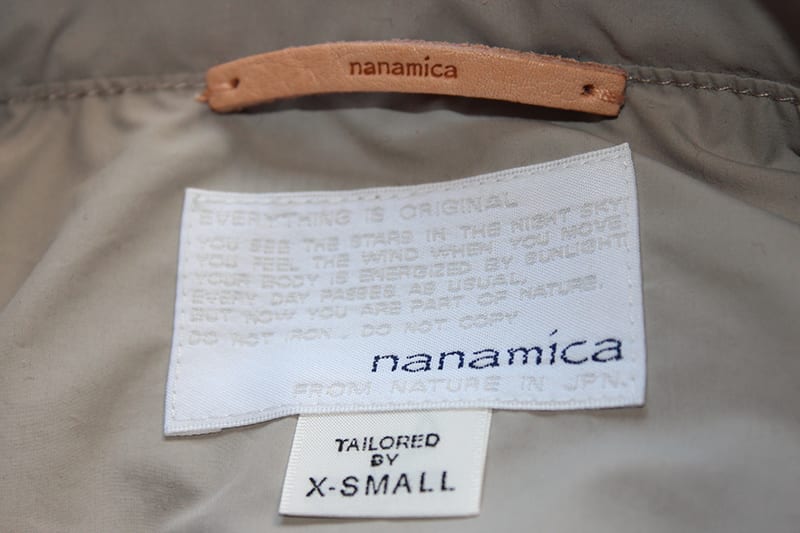 nanamica
EVERYTHING IS ORIGINAL
YOU SEE THE STARS IN THE NIGHT SKY
YOU FEEL THE WIND WHEN YOU MOVE
YOUR BODY IS ENERGIZED BY SUNLIGHT
EVERY DAY PASSES AS USUAL,
BUT NOW YOU ARE PART OF NATURE.
DO NOT IRON . DO NOT COPY
nanamica
FROM NATURE IN JPN.
TAILORED
BY
X-SMALL